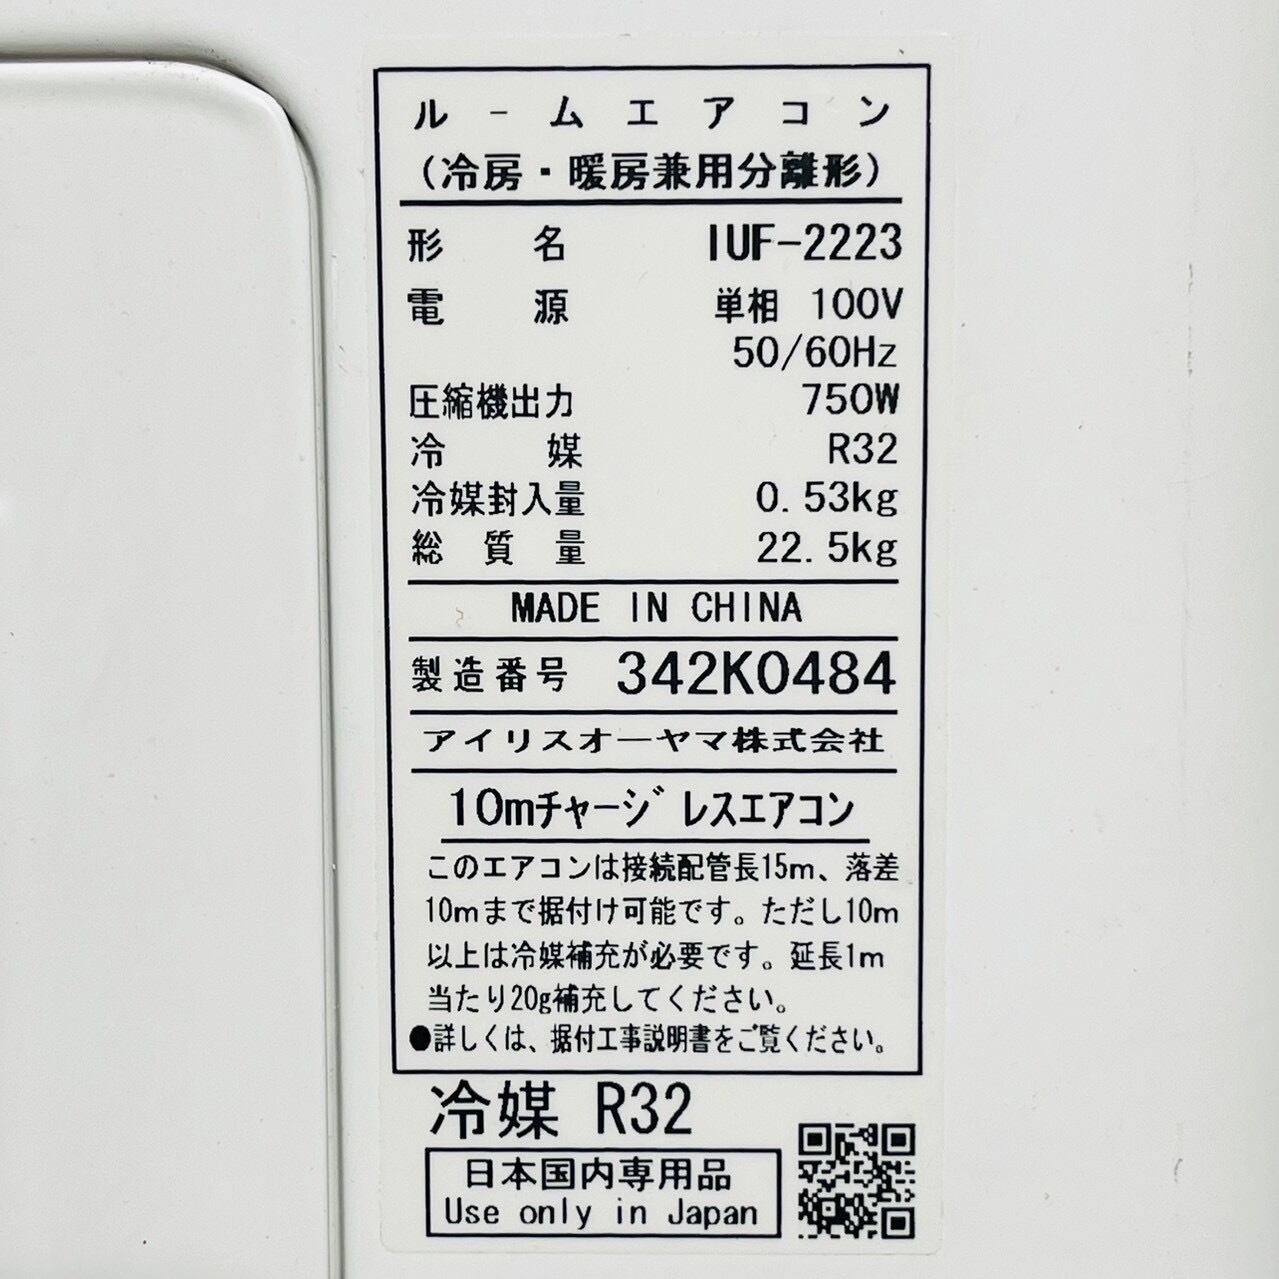 ルームエアコン
(冷房・暖房兼用分離形)
形名 IUF-2223
電源 単相 100V
50/60Hz
圧縮機出力 750W
冷媒 R32
冷媒封入量 0.53kg
総質量 22.5kg
MADE IN CHINA
製造番号 342K0484
アイリスオーヤマ株式会社
10mチャージレスエアコン
このエアコンは接続配管長15m、落差
10mまで据付け可能です。ただし10m
以上は冷媒補充が必要です。延長1m
当たり20g補充してください。
●詳しくは、据付工事説明書をご覧ください。
冷媒 R32
日本国内専用品
Use only in Japan